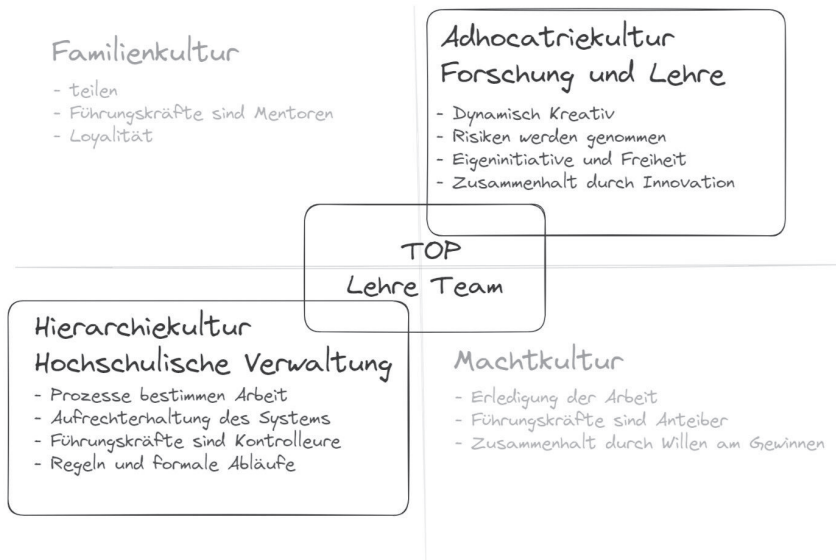 Familienkultur
- teilen
- Führungskräfte sind Mentoren
- Loyalität
Adhocatriekultur
Forschung und Lehre
- Dynamisch Kreativ
- Risiken werden genommen
- Eigeninitiative und Freiheit
- Zusammenhalt durch Innovation
TOP
Lehre Team
Hierarchiekultur
Hochschulische Verwaltung
- Prozesse bestimmen Arbeit
- Aufrechterhaltung des Systems
- Führungskräfte sind Kontrolleure
- Regeln und formale Abläufe
Machtkultur
- Erledigung der Arbeit
- Führungskräfte sind Anteiber
- Zusammenhalt durch Willen am Gewinnen